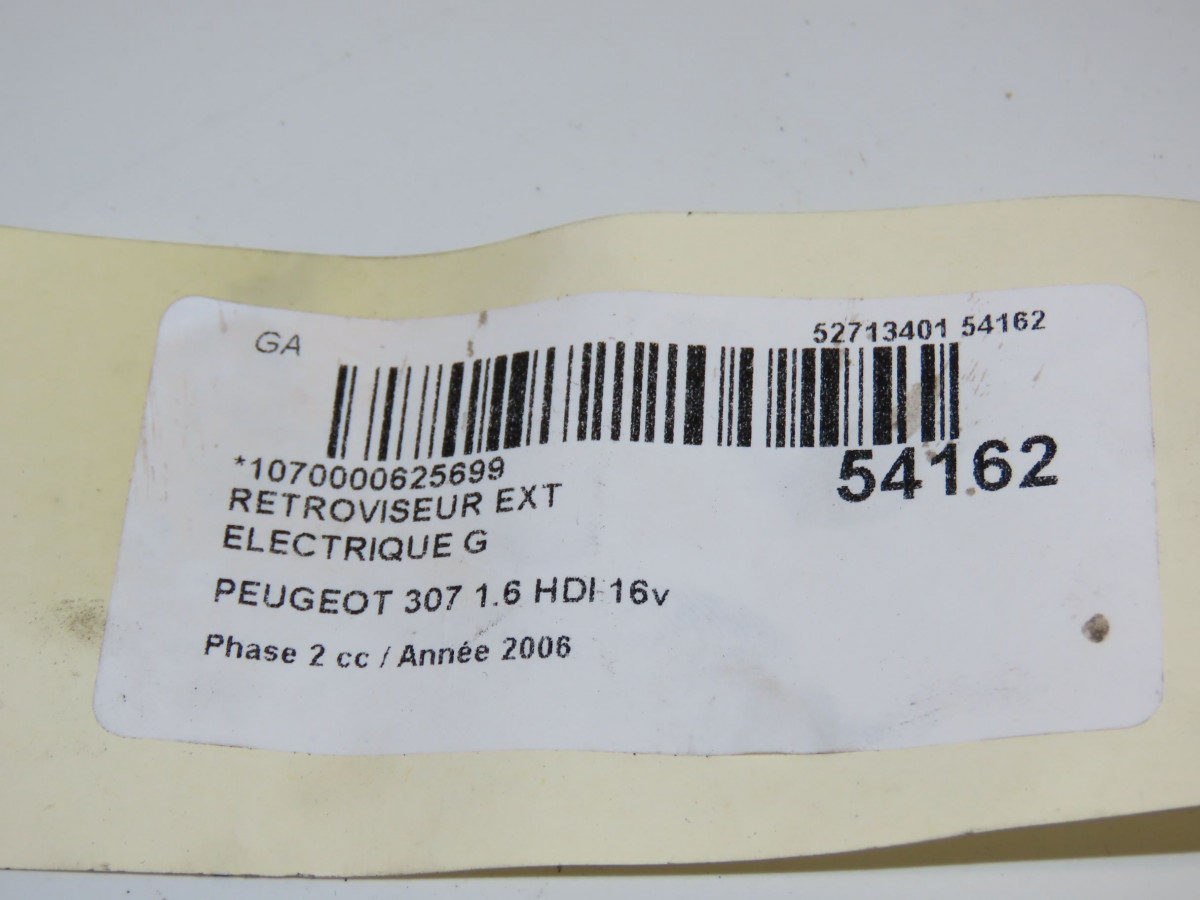 GA
52713401 54162
*1070000625699
54162
RETROVISEUR EXT
ELECTRIQUE G
PEUGEOT 307 1.6 HDI 16v
Phase 2 cc / Année 2006